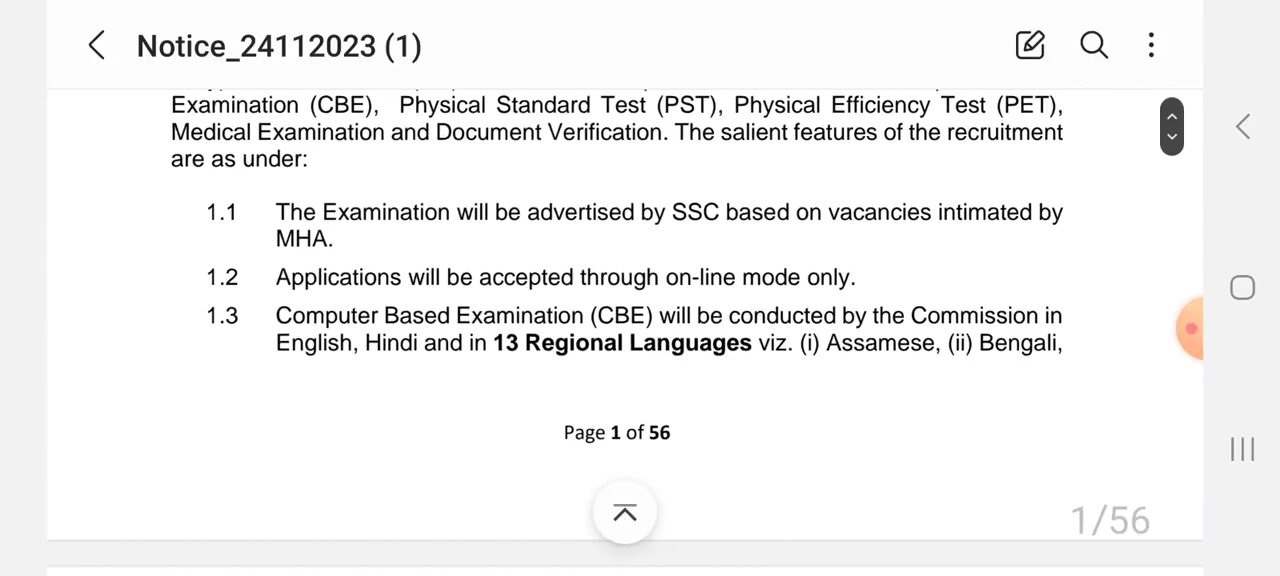 Notice_24112023 (1)
Examination (CBE), Physical Standard Test (PST), Physical Efficiency Test (PET),
Medical Examination and Document Verification. The salient features of the recruitment
are as under:
1.1 The Examination will be advertised by SSC based on vacancies intimated by
MHA.
1.2 Applications will be accepted through on-line mode only.
1.3 Computer Based Examination (CBE) will be conducted by the Commission in
English, Hindi and in 13 Regional Languages viz. (i) Assamese, (ii) Bengali,
Page 1 of 56
1/56